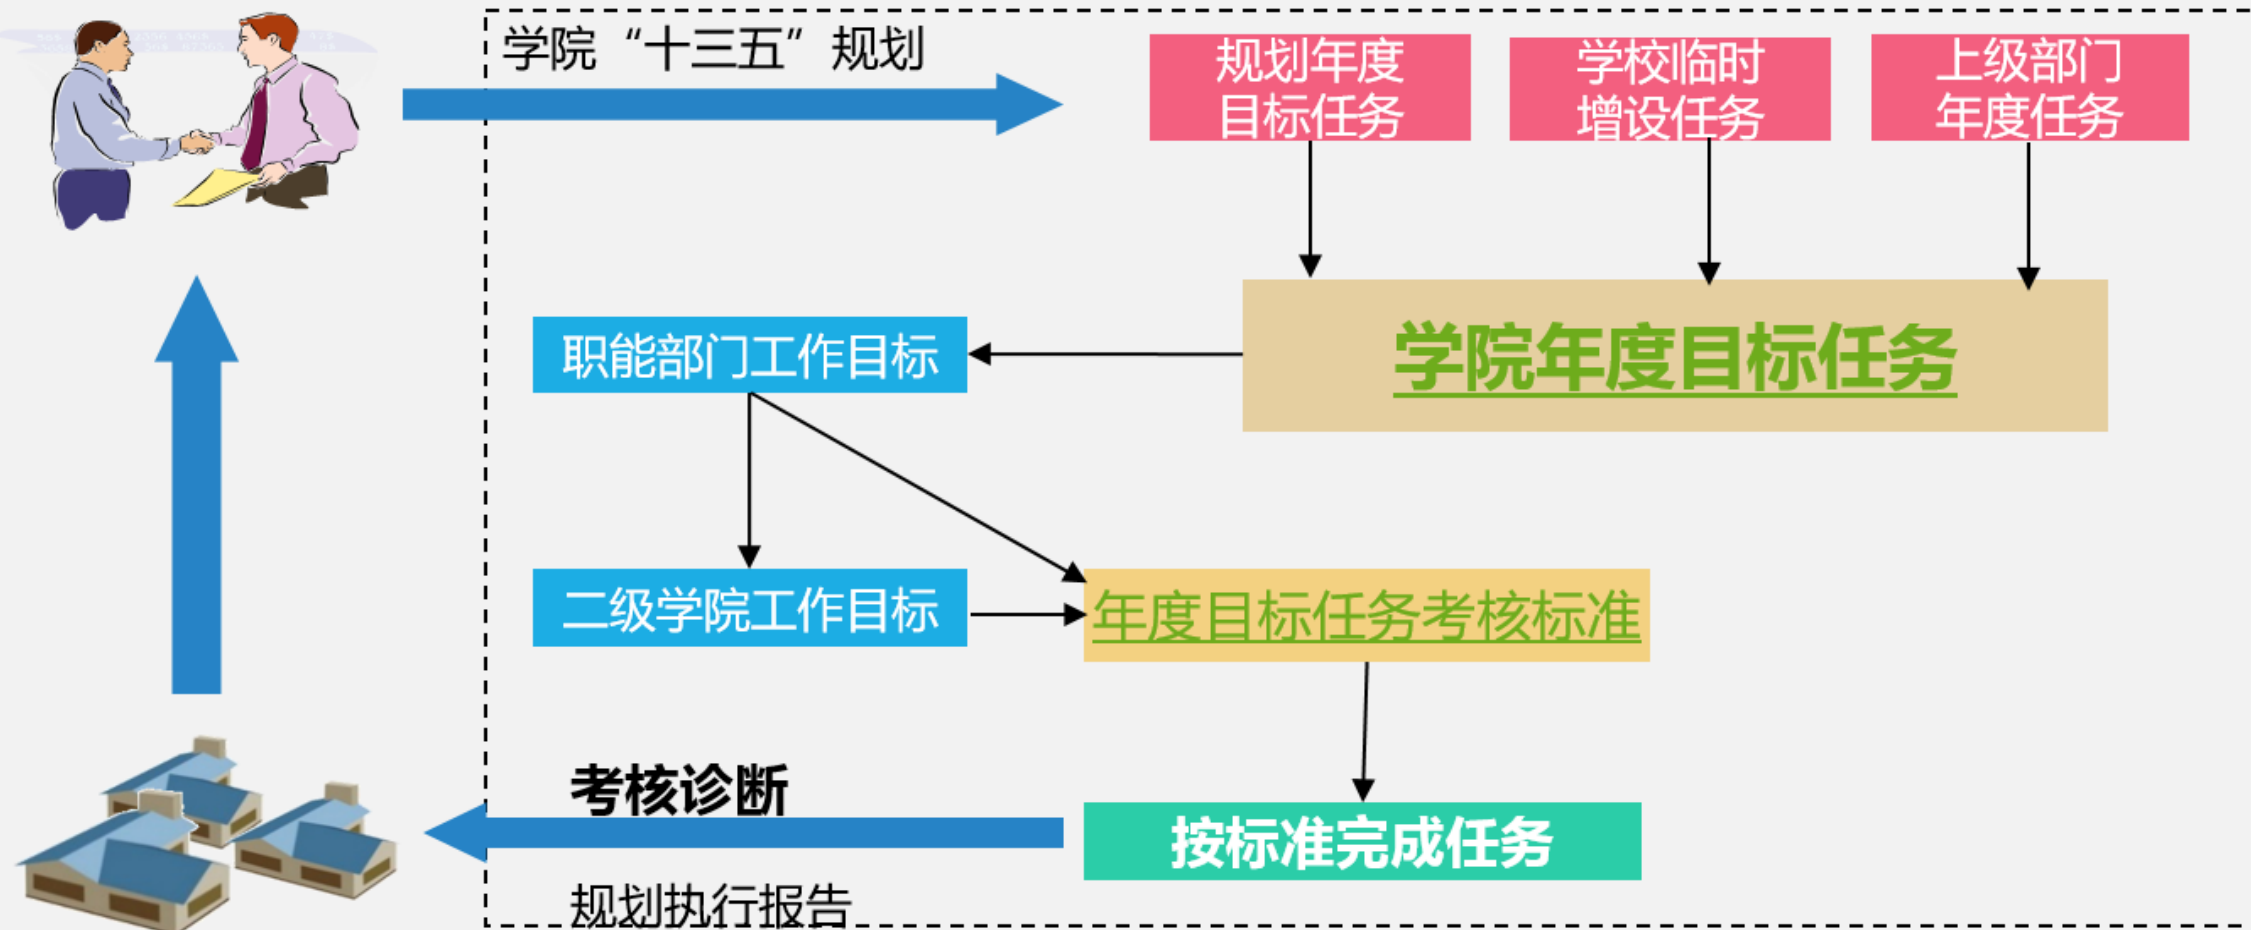 学院“十三五”规划
规划年度
目标任务
学校临时
增设任务
上级部门
年度任务
职能部门工作目标
学院年度目标任务
二级学院工作目标
年度目标任务考核标准
考核诊断
按标准完成任务
规划执行报告